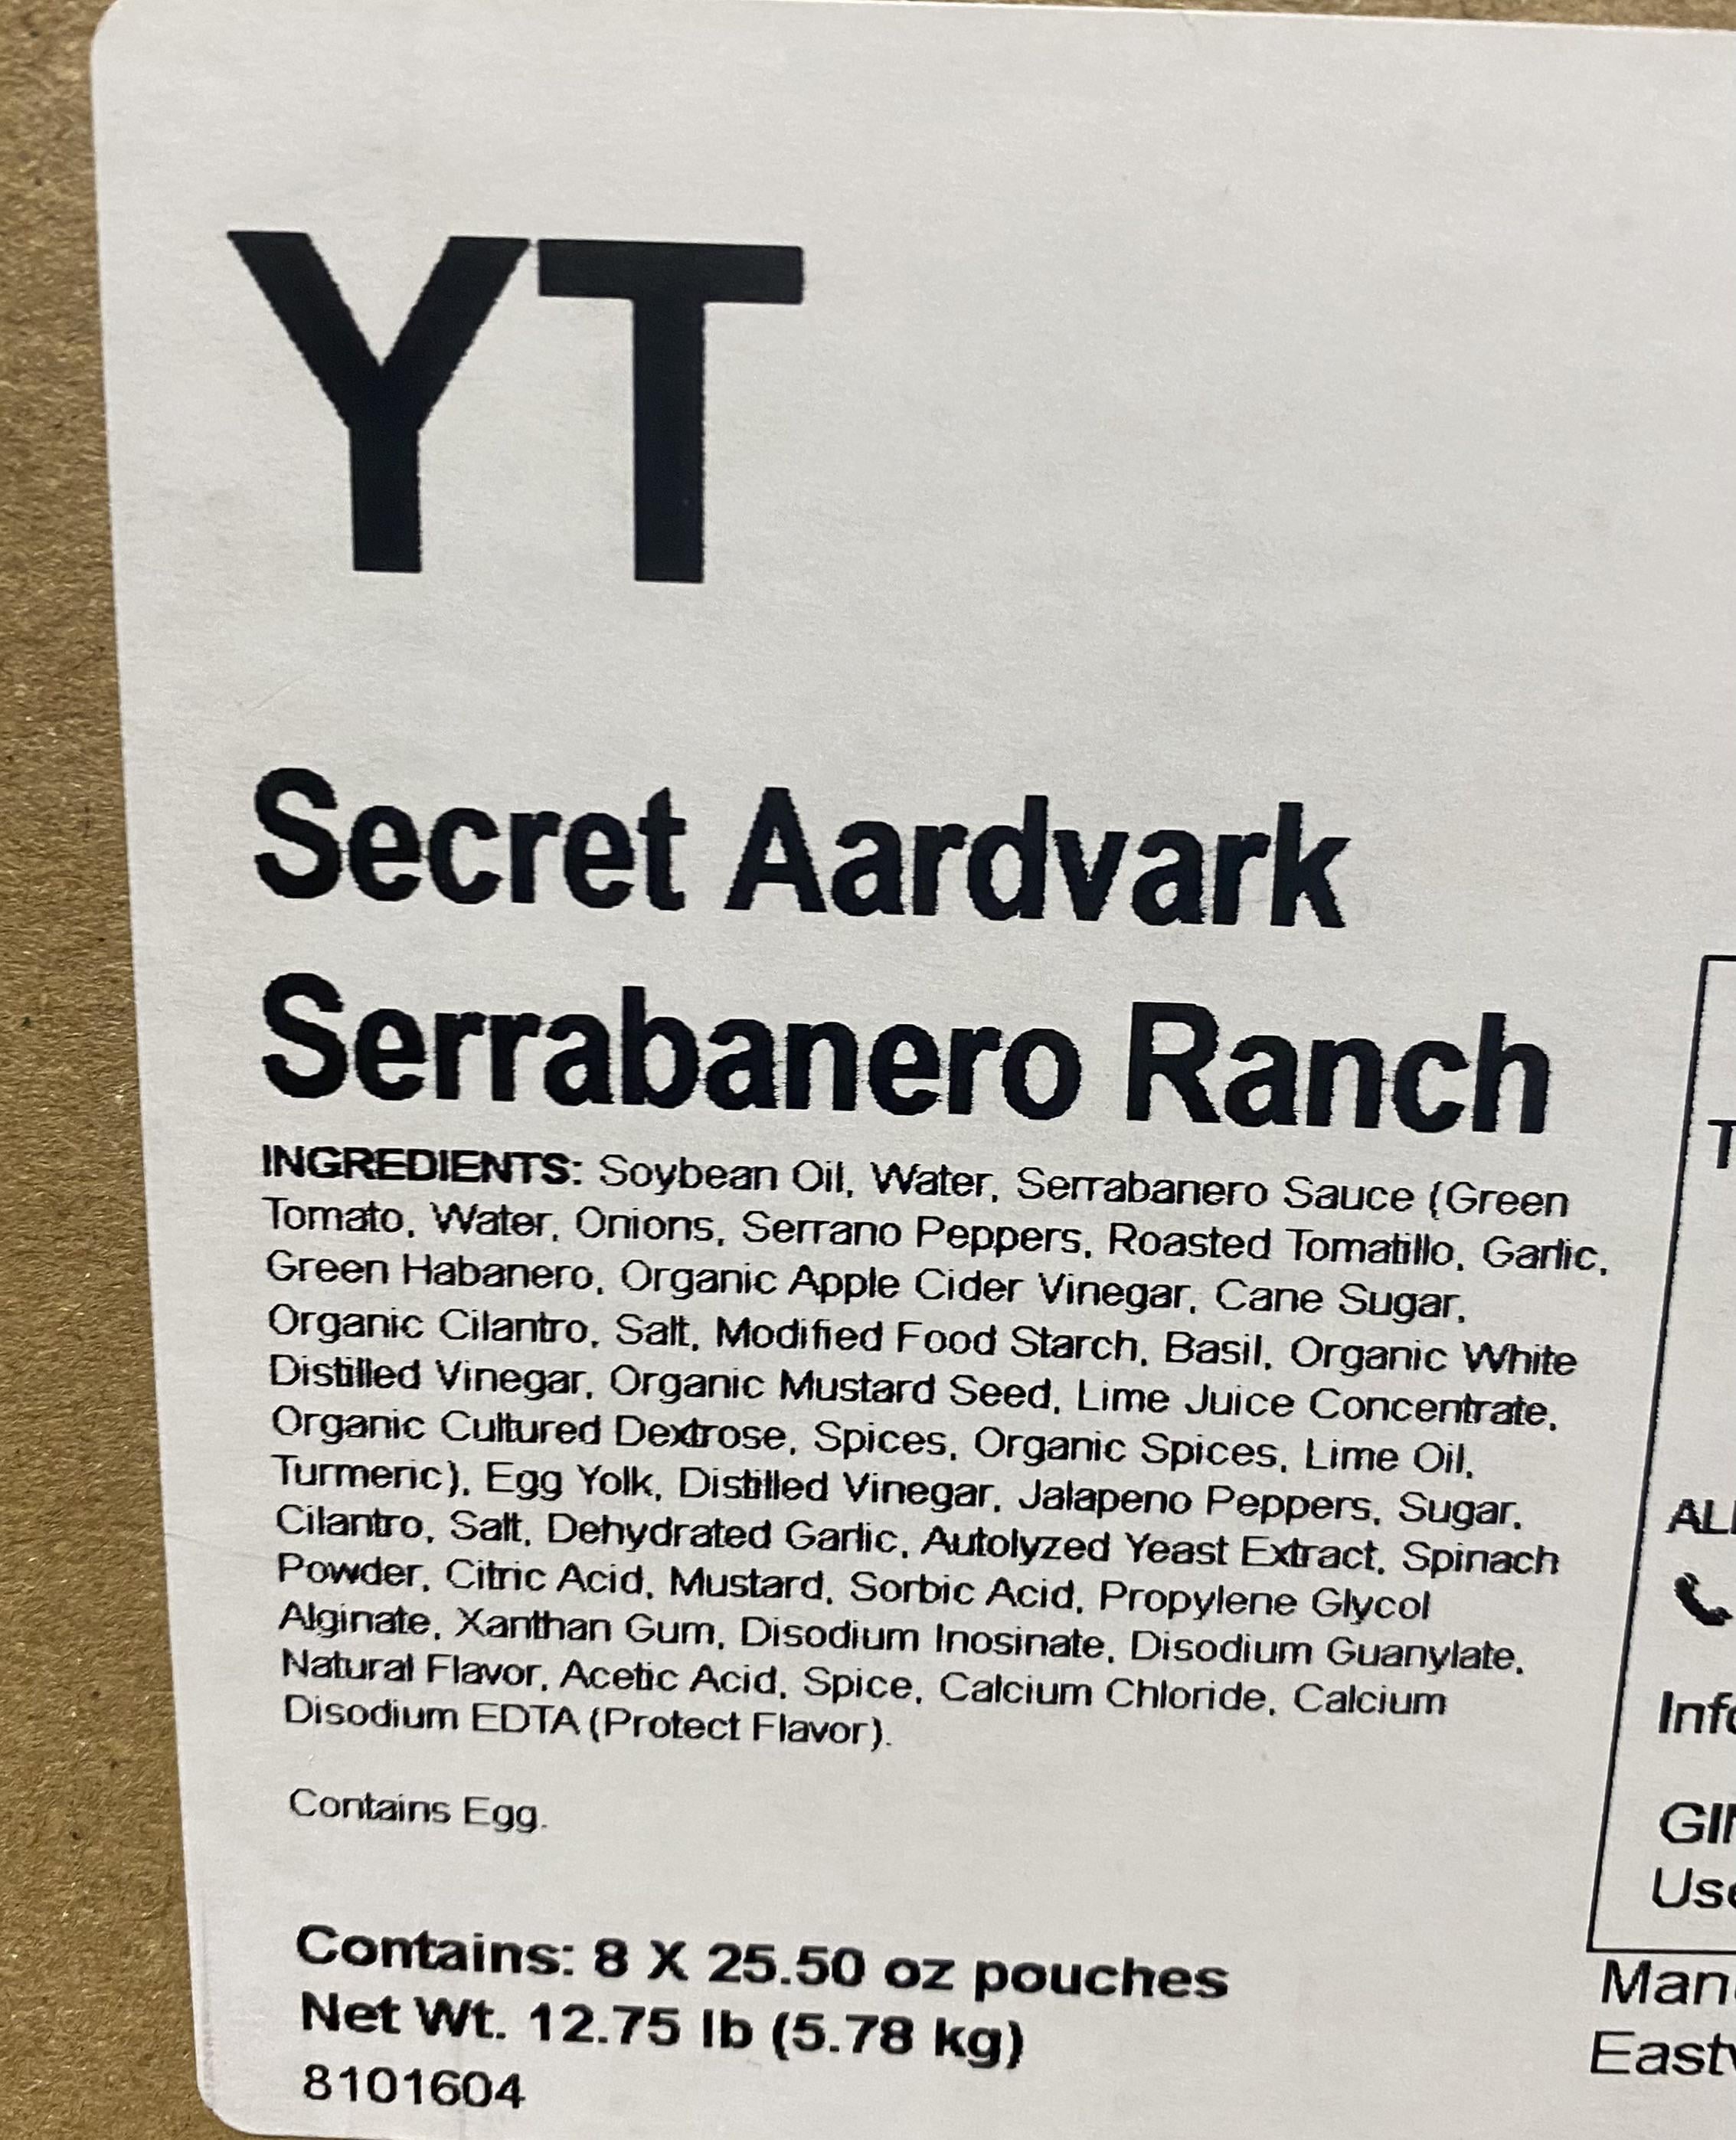 YT
Secret Aardvark
Serrabanero Ranch
INGREDIENTS: Soybean Oil, Water, Serrabanero Sauce (Green
Tomato, Water, Onions, Serrano Peppers, Roasted Tomatillo, Garlic,
Green Habanero, Organic Apple Cider Vinegar, Cane Sugar,
Organic Cilantro, Salt, Modified Food Starch, Basil, Organic White
Distilled Vinegar, Organic Mustard Seed, Lime Juice Concentrate,
Organic Cultured Dextrose, Spices, Organic Spices, Lime Oil,
Turmeric), Egg Yolk, Distilled Vinegar, Jalapeno Peppers, Sugar,
Cilantro, Salt, Dehydrated Garlic, Autolyzed Yeast Extract, Spinach
Powder, Citric Acid, Mustard, Sorbic Acid, Propylene Glycol
Alginate, Xanthan Gum, Disodium Inosinate, Disodium Guanylate,
Natural Flavor, Acetic Acid, Spice, Calcium Chloride, Calcium
Disodium EDTA (Protect Flavor).
Contains Egg.
Contains: 8 X 25.50 oz pouches
Net Wt. 12.75 lb (5.78 kg)
8101604